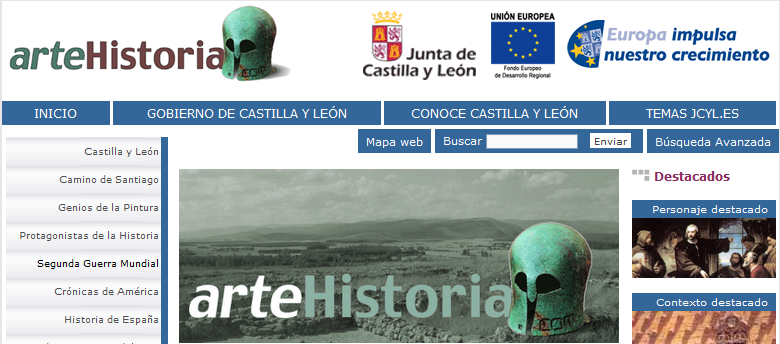 arteHistoria
Junta de
Castilla y León
UNIÓN EUROPEA
Fondo Europeo
de Desarrollo Regional
Europa impulsa
nuestro crecimiento
INICIO
GOBIERNO DE CASTILLA Y LEÓN
CONOCE CASTILLA Y LEÓN
TEMAS JCYL.ES
Mapa web
Buscar
Enviar
Búsqueda Avanzada
Castilla y León
Camino de Santiago
Genios de la Pintura
Protagonistas de la Historia
Segunda Guerra Mundial
Crónicas de América
Historia de España
arteHistoria
Destacados
Personaje destacado
Contexto destacado